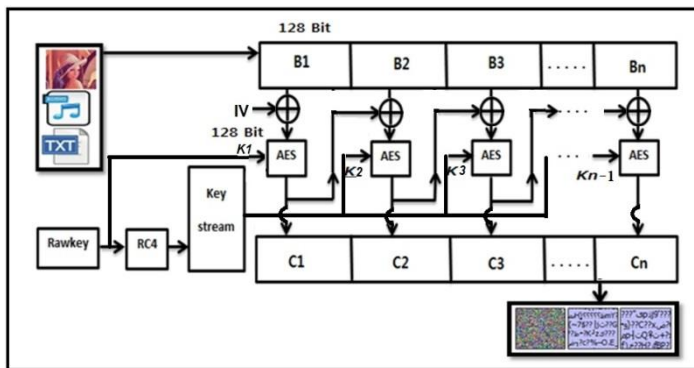 128 Bit
B1 B2 B3 ..... Bn
IV
128 Bit
K1 AES K2 AES K3 AES ... Kn-1 AES
TXT
Key
stream
Rawkey RC4
C1 C2 C3 ..... Cn